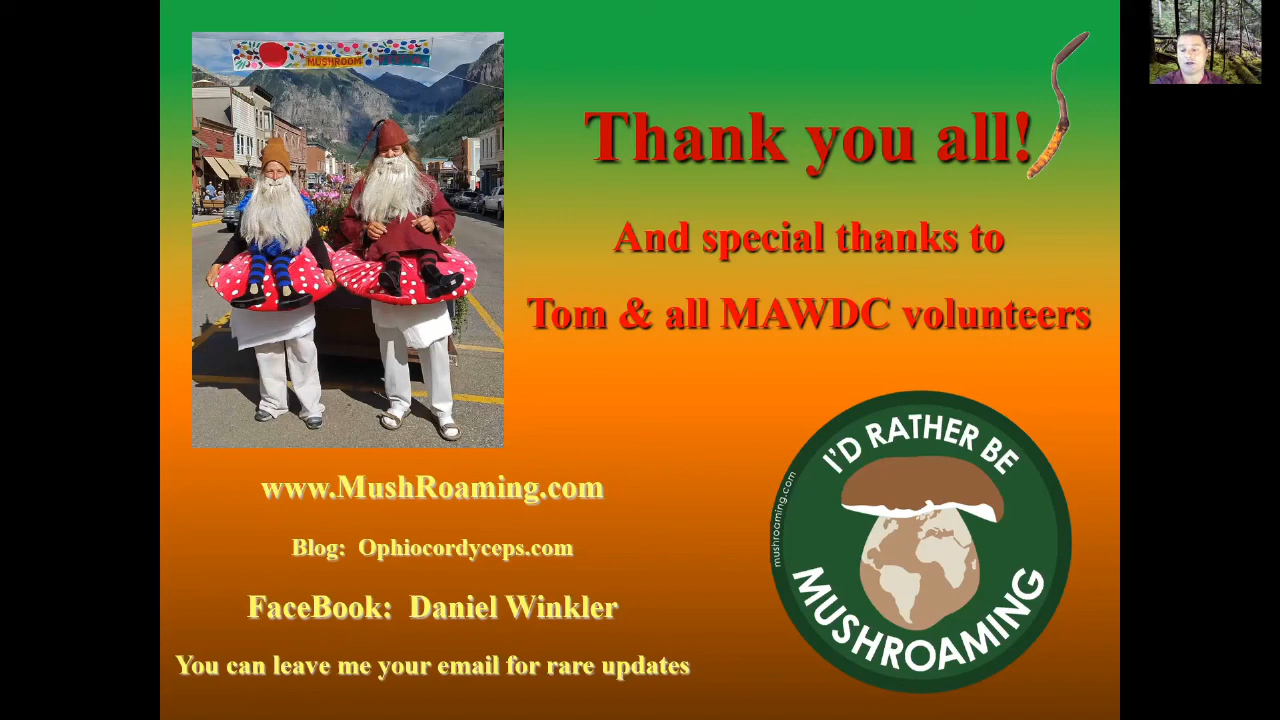 MUSHROOM
Thank you all!
And special thanks to
Tom & all MAWDC volunteers
www.MushRoaming.com
Blog: Ophiocordyceps.com
FaceBook: Daniel Winkler
You can leave me your email for rare updates
I'D RATHER BE
MUSHROAMING
mushroaming.com